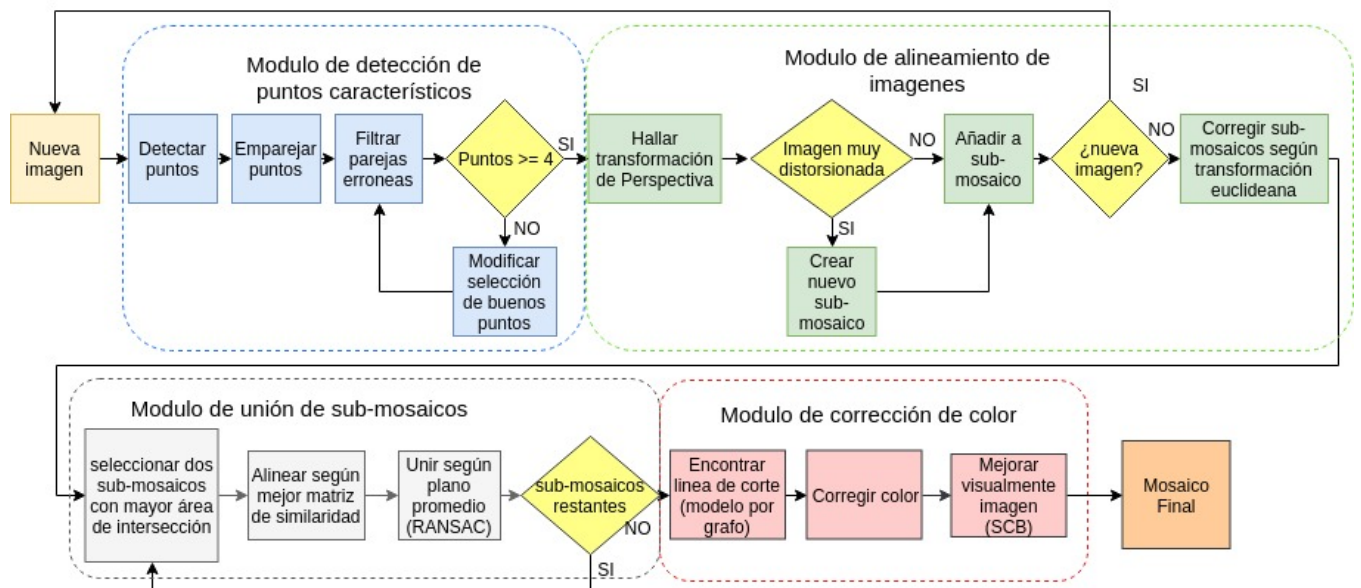 Modulo de detección de
puntos característicos
Modulo de alineamiento de
imagenes
SI
Nueva
imagen
Detectar
puntos
Emparejar
puntos
Filtrar
parejas
erroneas
Puntos >= 4
SI
NO
Modificar
selección
de buenos
puntos
Hallar
transformación
de Perspectiva
Imagen muy
distorsionada
NO
SI
Crear
nuevo
sub-
mosaico
Añadir a
sub-
mosaico
¿nueva
imagen?
NO
Corregir sub-
mosaicos según
transformación
euclideana
Modulo de unión de sub-mosaicos
Modulo de corrección de color
seleccionar dos
sub-mosaicos
con mayor área
de intersección
Alinear según
mejor matriz
de similaridad
Unir según
plano
promedio
(RANSAC)
sub-mosaicos
restantes
NO
SI
Encontrar
linea de corte
(modelo por
grafo)
Corregir color
Mejorar
visualmente
imagen
(SCB)
Mosaico
Final